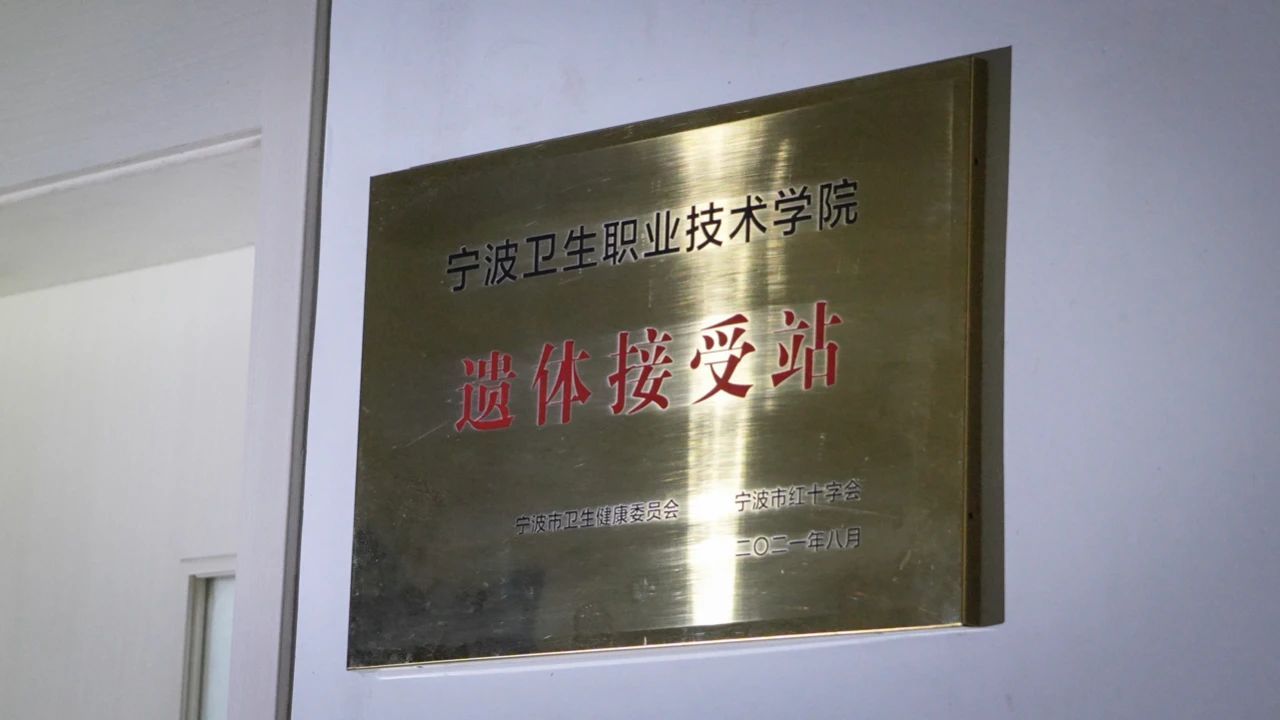 宁波卫生职业技术学院
遗体接受站
宁波市卫生健康委员会 宁波市红十字会
二〇二一年八月